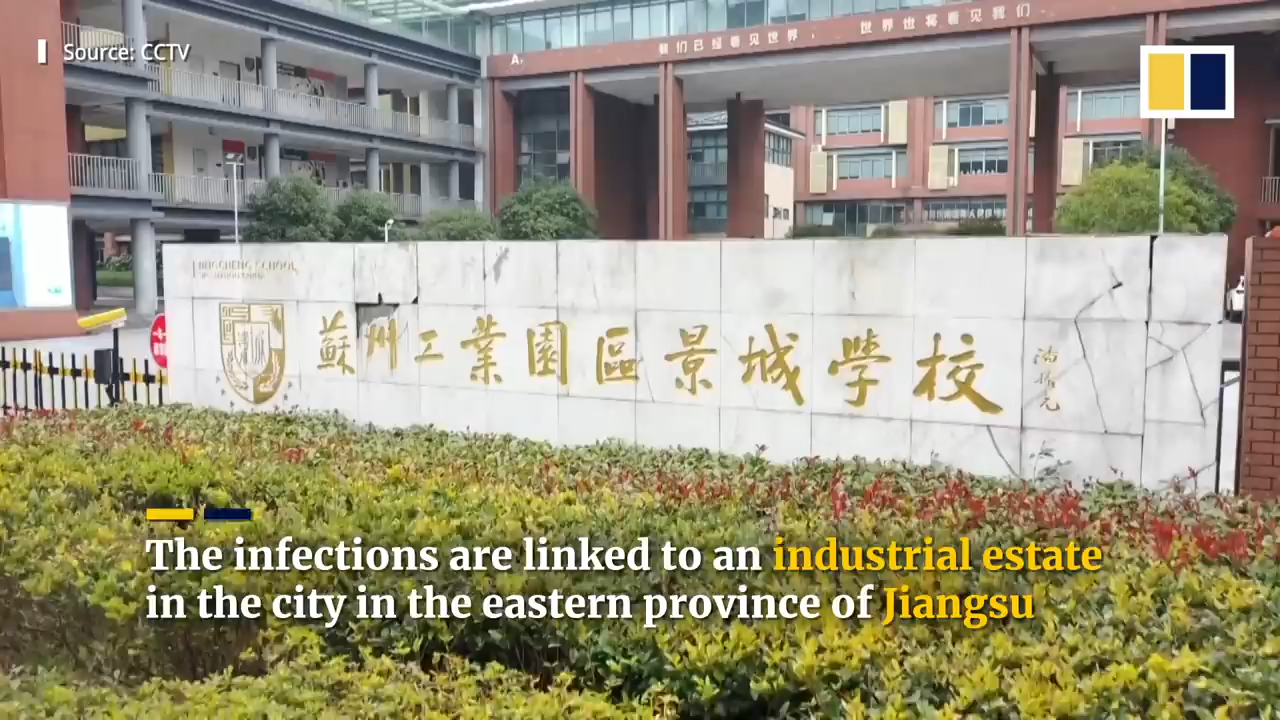 Source: CCTV
我们已经看见世界，世界也将看见我们
A.
JINGCHENG SCHOOL
蘇州工業園區景城學校
The infections are linked to an industrial estate
in the city in the eastern province of Jiangsu